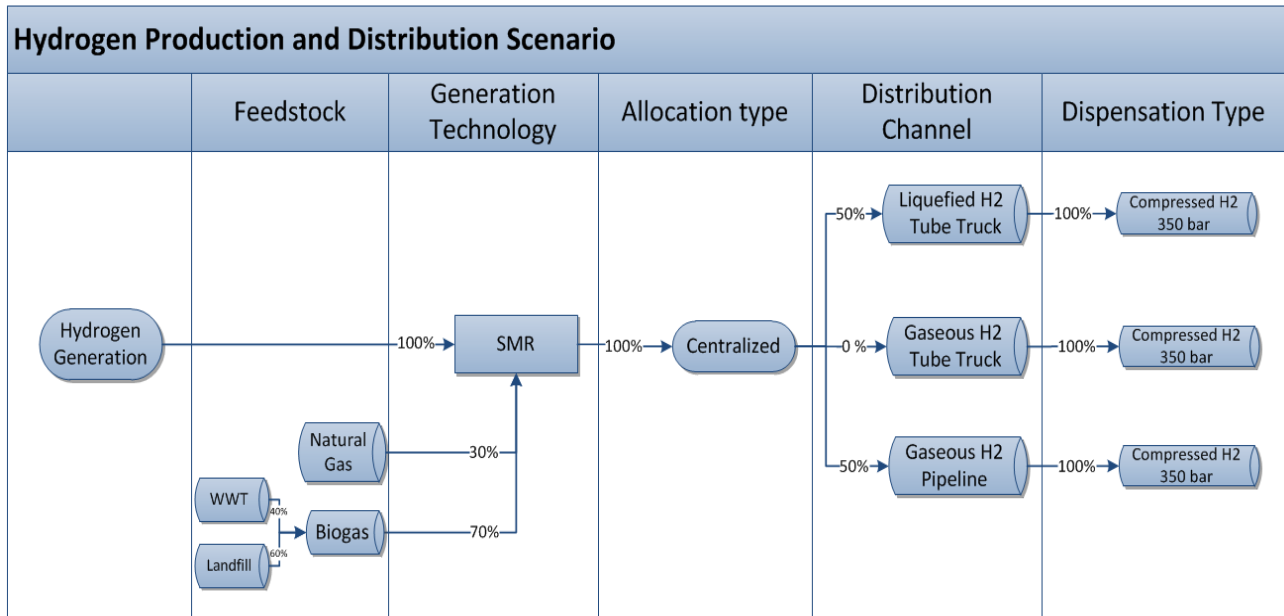 Hydrogen Production and Distribution Scenario
Feedstock
Generation
Technology
Allocation type
Distribution
Channel
Dispensation Type
Liquefied H2
Tube Truck
50%
100%
Compressed H2
350 bar
Hydrogen
Generation
100%
SMR
100%
Centralized
0 %
Gaseous H2
Tube Truck
100%
Compressed H2
350 bar
Natural
Gas
30%
50%
Gaseous H2
Pipeline
100%
Compressed H2
350 bar
WWT
40%
Biogas
70%
Landfill
60%